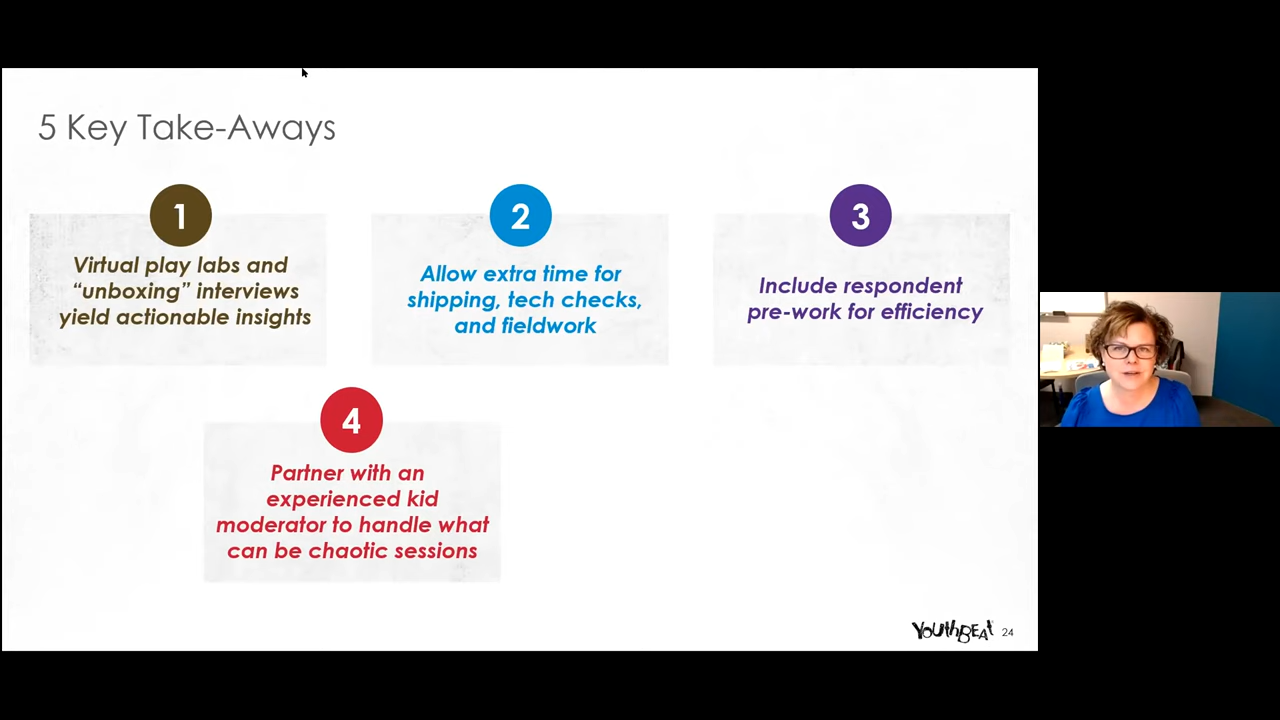 5 Key Take-Aways
1
Virtual play labs and
“unboxing” interviews
yield actionable insights
2
Allow extra time for
shipping, tech checks,
and fieldwork
3
Include respondent
pre-work for efficiency
4
Partner with an
experienced kid
moderator to handle what
can be chaotic sessions
YouthBEAt 24